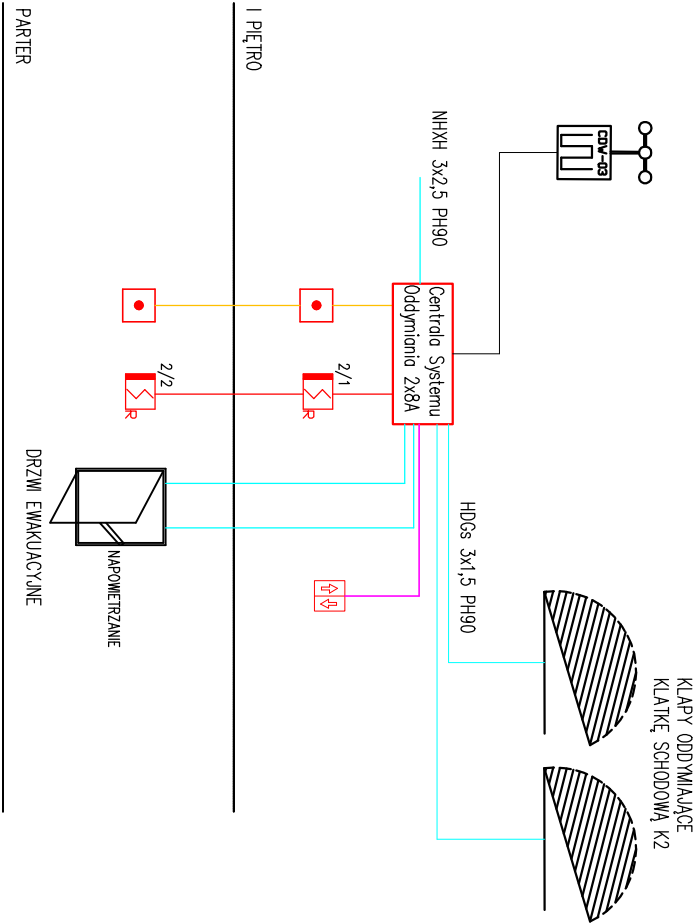 KLAPY ODDYMIAJĄCE
KLATKĘ SCHODOWĄ K2
CDW-03
NHXH 3x2,5 PH90
Centrala Systemu
Oddymiania 2x8A
HDGs 3x1,5 PH90
I PIĘTRO
2/1
R
2/2
R
NAPOWIETRZANIE
DRZWI EWAKUACYJNE
PARTER